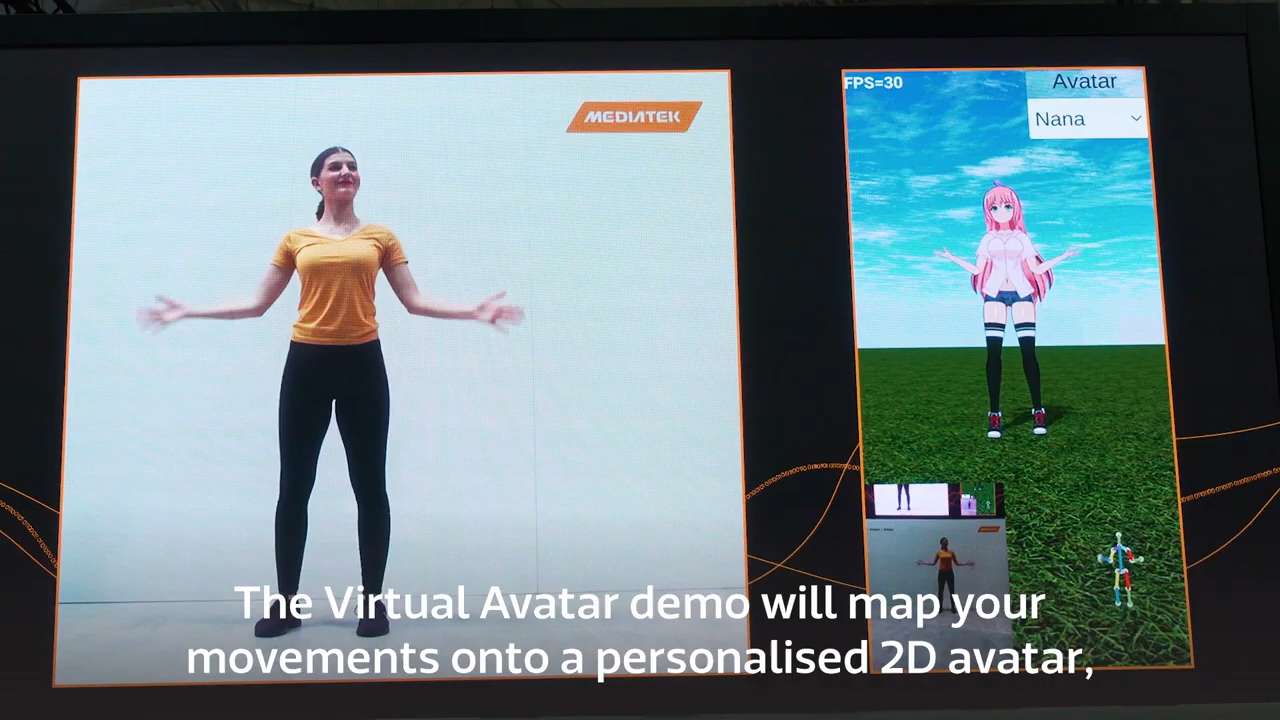 MEDIATEK
FPS=30
Avatar
Nana
The Virtual Avatar demo will map your
movements onto a personalised 2D avatar,